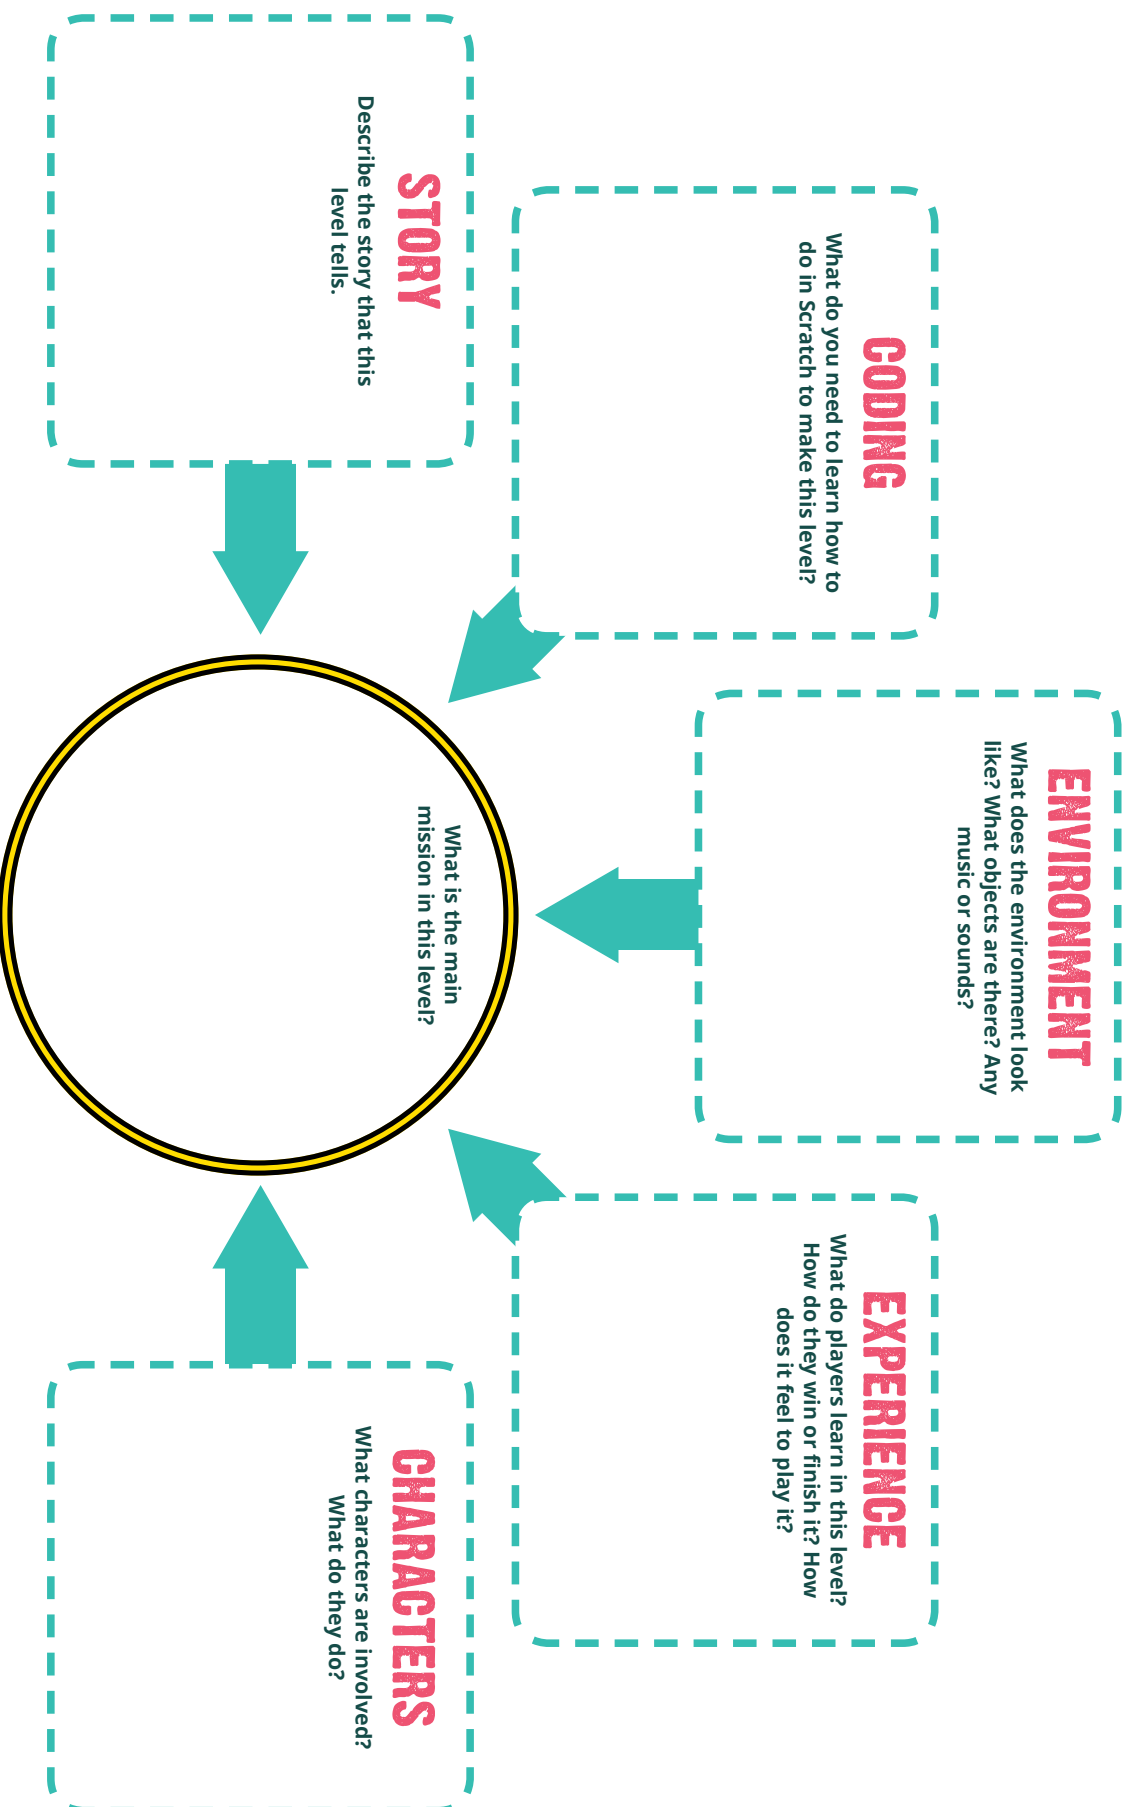 STORY
Describe the story that this
level tells.
CODING
What do you need to learn how to
do in Scratch to make this level?
ENVIRONMENT
What does the environment look
like? What objects are there? Any
music or sounds?
EXPERIENCE
What do players learn in this level?
How do they win or finish it? How
does it feel to play it?
CHARACTERS
What characters are involved?
What do they do?
What is the main
mission in this level?